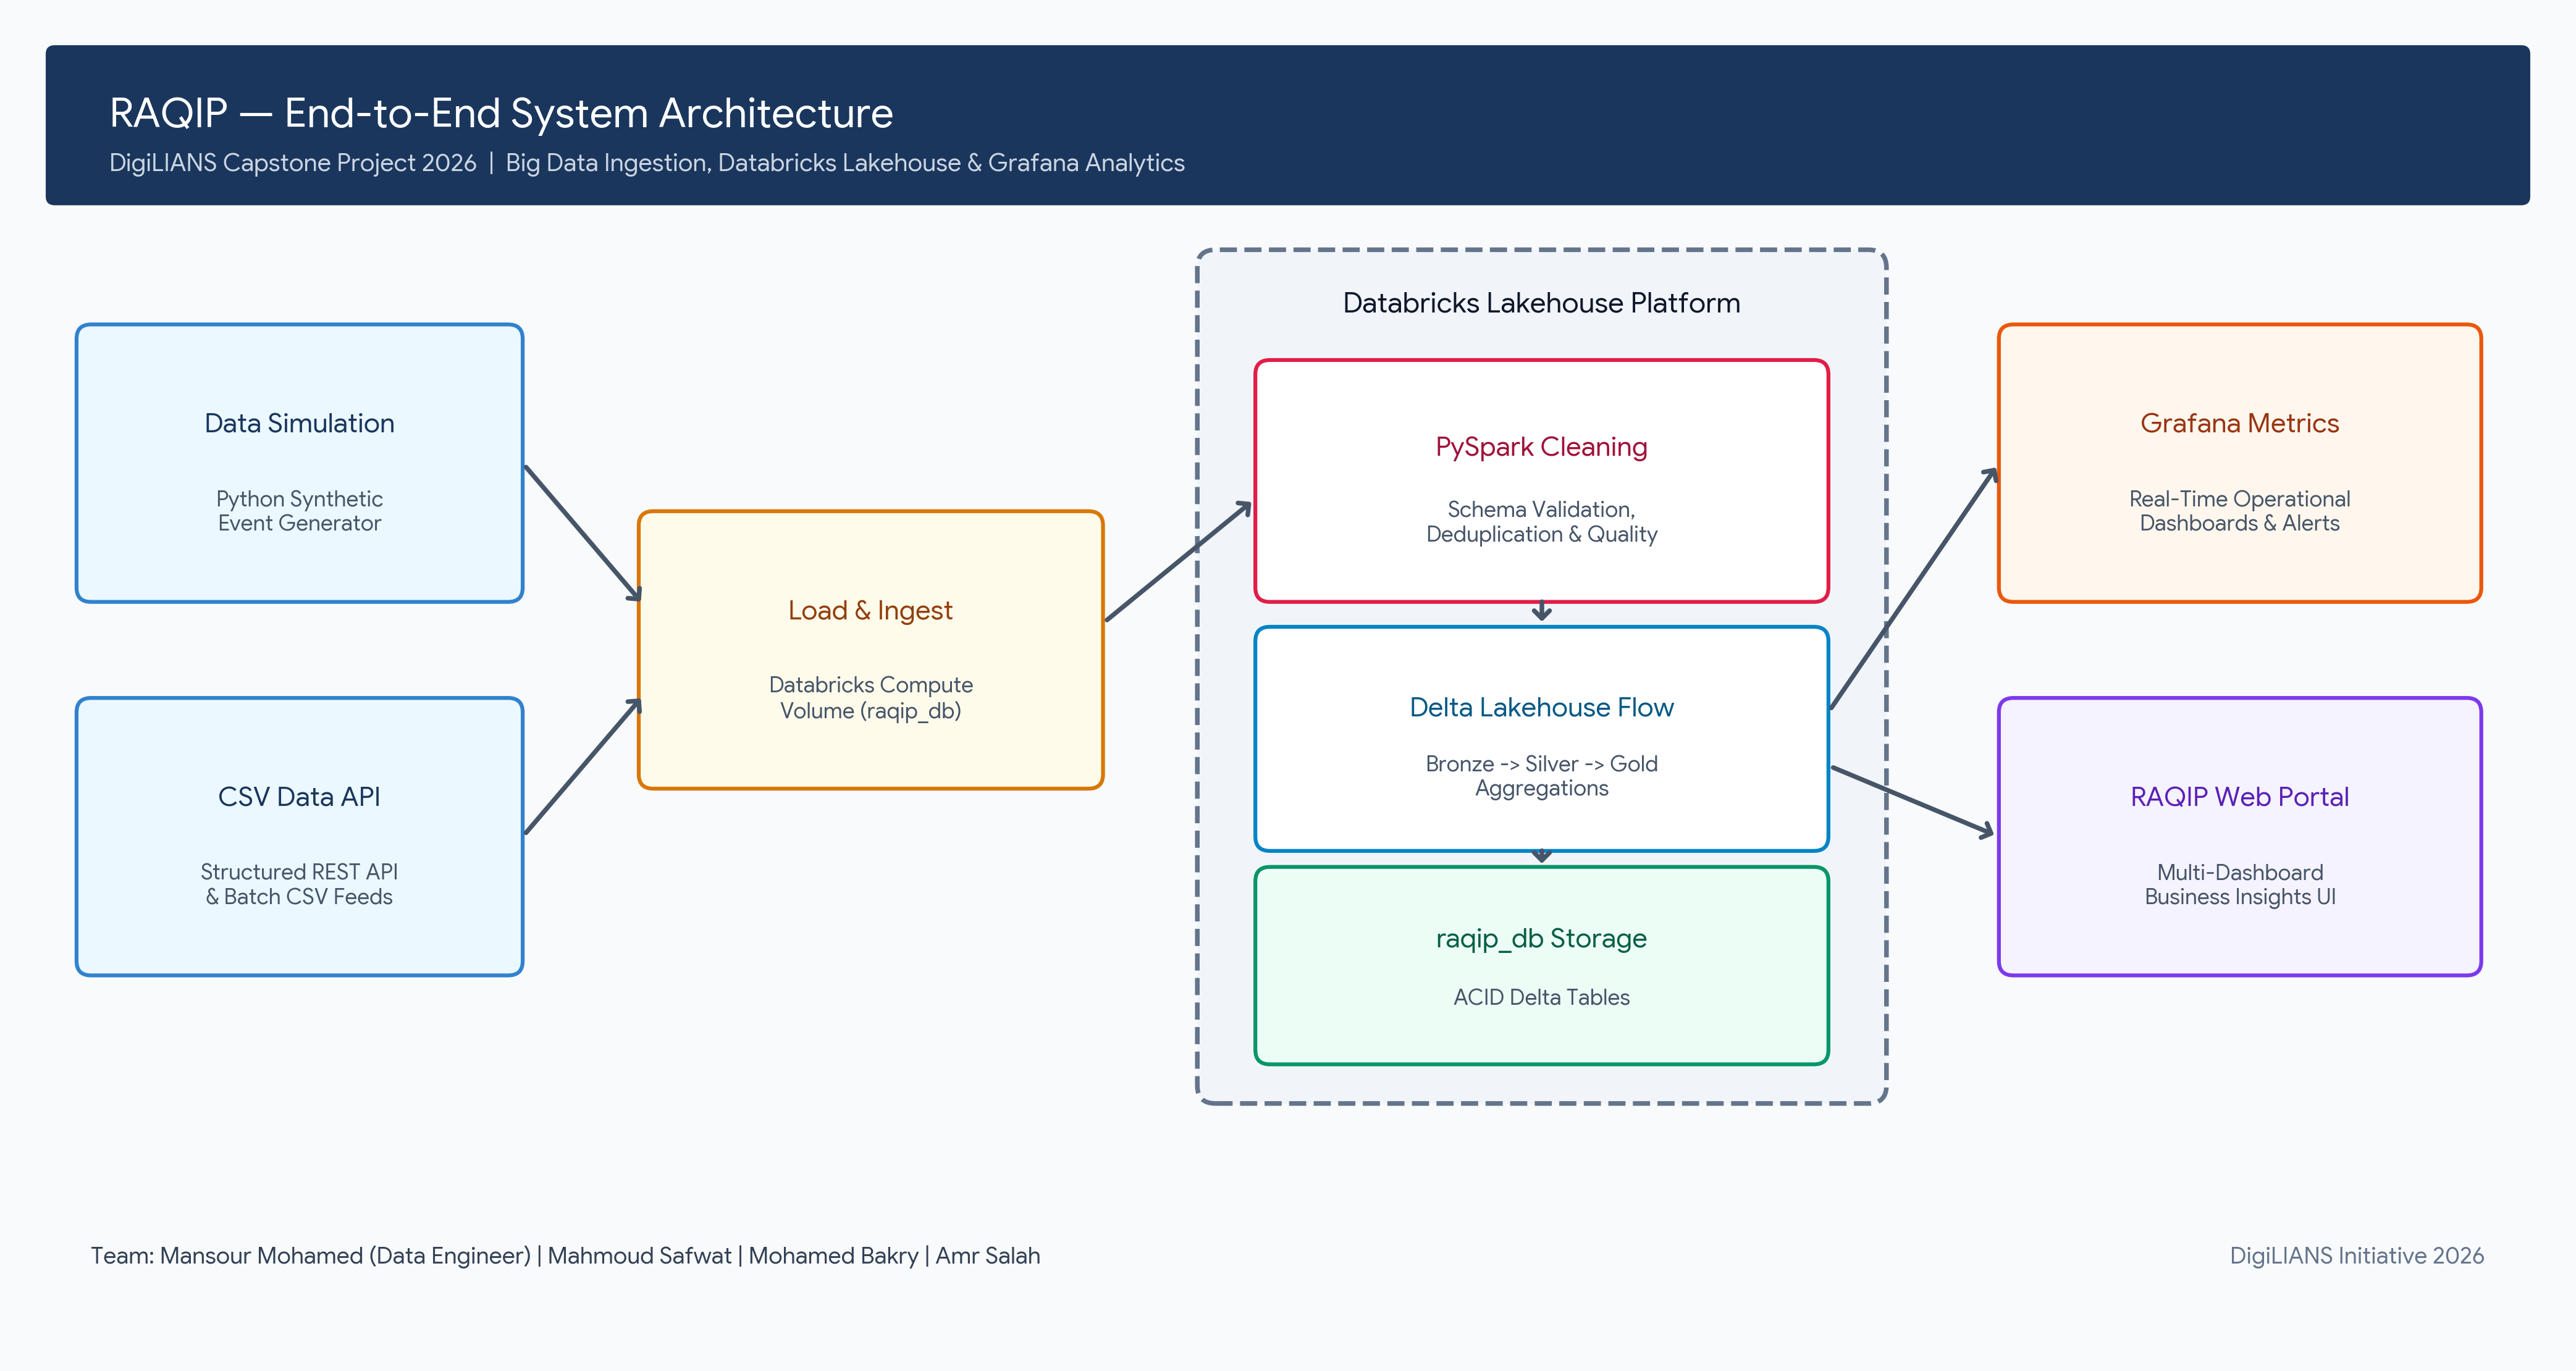 RAQIP — End-to-End System Architecture
DigiLIANS Capstone Project 2026 | Big Data Ingestion, Databricks Lakehouse & Grafana Analytics
Data Simulation
Python Synthetic
Event Generator
CSV Data API
Structured REST API
& Batch CSV Feeds
Load & Ingest
Databricks Compute
Volume (raqip_db)
Databricks Lakehouse Platform
PySpark Cleaning
Schema Validation,
Deduplication & Quality
Delta Lakehouse Flow
Bronze -> Silver -> Gold
Aggregations
raqip_db Storage
ACID Delta Tables
Grafana Metrics
Real-Time Operational
Dashboards & Alerts
RAQIP Web Portal
Multi-Dashboard
Business Insights UI
Team: Mansour Mohamed (Data Engineer) | Mahmoud Safwat | Mohamed Bakry | Amr Salah
DigiLIANS Initiative 2026